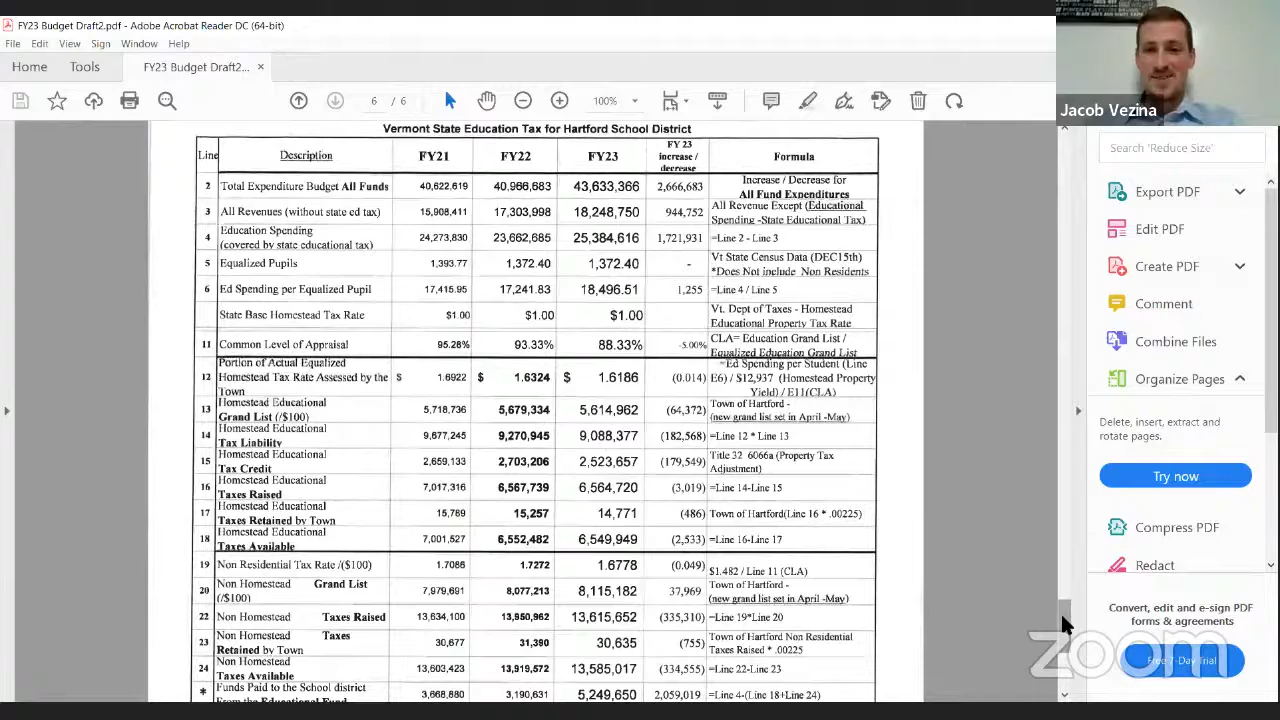 FY23 Budget Draft2.pdf - Adobe Acrobat Reader DC (64-bit)
File Edit View Sign Window Help
Home Tools FY23 Budget Draft2... ×
6 / 6 100%
Jacob Vezina
Vermont State Education Tax for Hartford School District
Line Description FY21 FY22 FY23 FY 23 increase / decrease Formula
2 Total Expenditure Budget All Funds 40,622,619 40,966,683 43,633,366 2,666,683 Increase / Decrease for All Fund Expenditures
3 All Revenues (without state ed tax) 15,908,411 17,303,998 18,248,750 944,752 All Revenue Except (Educational Spending -State Educational Tax)
4 Education Spending (covered by state educational tax) 24,273,830 23,662,685 25,384,616 1,721,931 =Line 2 - Line 3
5 Equalized Pupils 1,393.77 1,372.40 1,372.40 - Vt State Census Data (DEC15th) *Does Not include Non Residents
6 Ed Spending per Equalized Pupil 17,415.95 17,241.83 18,496.51 1,255 =Line 4 / Line 5
State Base Homestead Tax Rate $1.00 $1.00 $1.00 Vt. Dept of Taxes - Homestead Educational Property Tax Rate
11 Common Level of Appraisal 95.28% 93.33% 88.33% -5.00% CLA= Education Grand List / Equalized Education Grand List
12 Portion of Actual Equalized Homestead Tax Rate Assessed by the Town $ 1.6922 $ 1.6324 $ 1.6186 (0.014) =Ed Spending per Student (Line E6) / $12,937 (Homestead Property Yield) / E11(CLA)
13 Homestead Educational Grand List (/$100) 5,718,736 5,679,334 5,614,962 (64,372) Town of Hartford - (new grand list set in April -May)
14 Homestead Educational Tax Liability 9,677,245 9,270,945 9,088,377 (182,568) =Line 12 * Line 13
15 Homestead Educational Tax Credit 2,659,133 2,703,206 2,523,657 (179,549) Title 32 6066a (Property Tax Adjustment)
16 Homestead Educational Taxes Raised 7,017,316 6,567,739 6,564,720 (3,019) =Line 14-Line 15
17 Homestead Educational Taxes Retained by Town 15,789 15,257 14,771 (486) Town of Hartford(Line 16 * .00225)
18 Homestead Educational Taxes Available 7,001,527 6,552,482 6,549,949 (2,533) =Line 16-Line 17
19 Non Residential Tax Rate /($100) 1.7086 1.7272 1.6778 (0.049) $1.482 / Line 11 (CLA)
20 Non Homestead Grand List (/$100) 7,979,691 8,077,213 8,115,182 37,969 Town of Hartford - (new grand list set in April -May)
22 Non Homestead Taxes Raised 13,634,100 13,950,962 13,615,652 (335,310) =Line 19*Line 20
23 Non Homestead Taxes Retained by Town 30,677 31,390 30,635 (755) Town of Hartford Non Residential Taxes Raised * .00225
24 Non Homestead Taxes Available 13,603,423 13,919,572 13,585,017 (334,555) =Line 22-Line 23
* Funds Paid to the School district From the Educational Fund 3,668,880 3,190,631 5,249,650 2,059,019 =Line 4-(Line 18+Line 24)
Search 'Reduce Size'
Export PDF
Edit PDF
Create PDF
Comment
Combine Files
Organize Pages
Delete, insert, extract and
rotate pages.
Try now
Compress PDF
Redact
Convert, edit and e-sign PDF
forms & agreements
Free 7-Day Trial
zoom